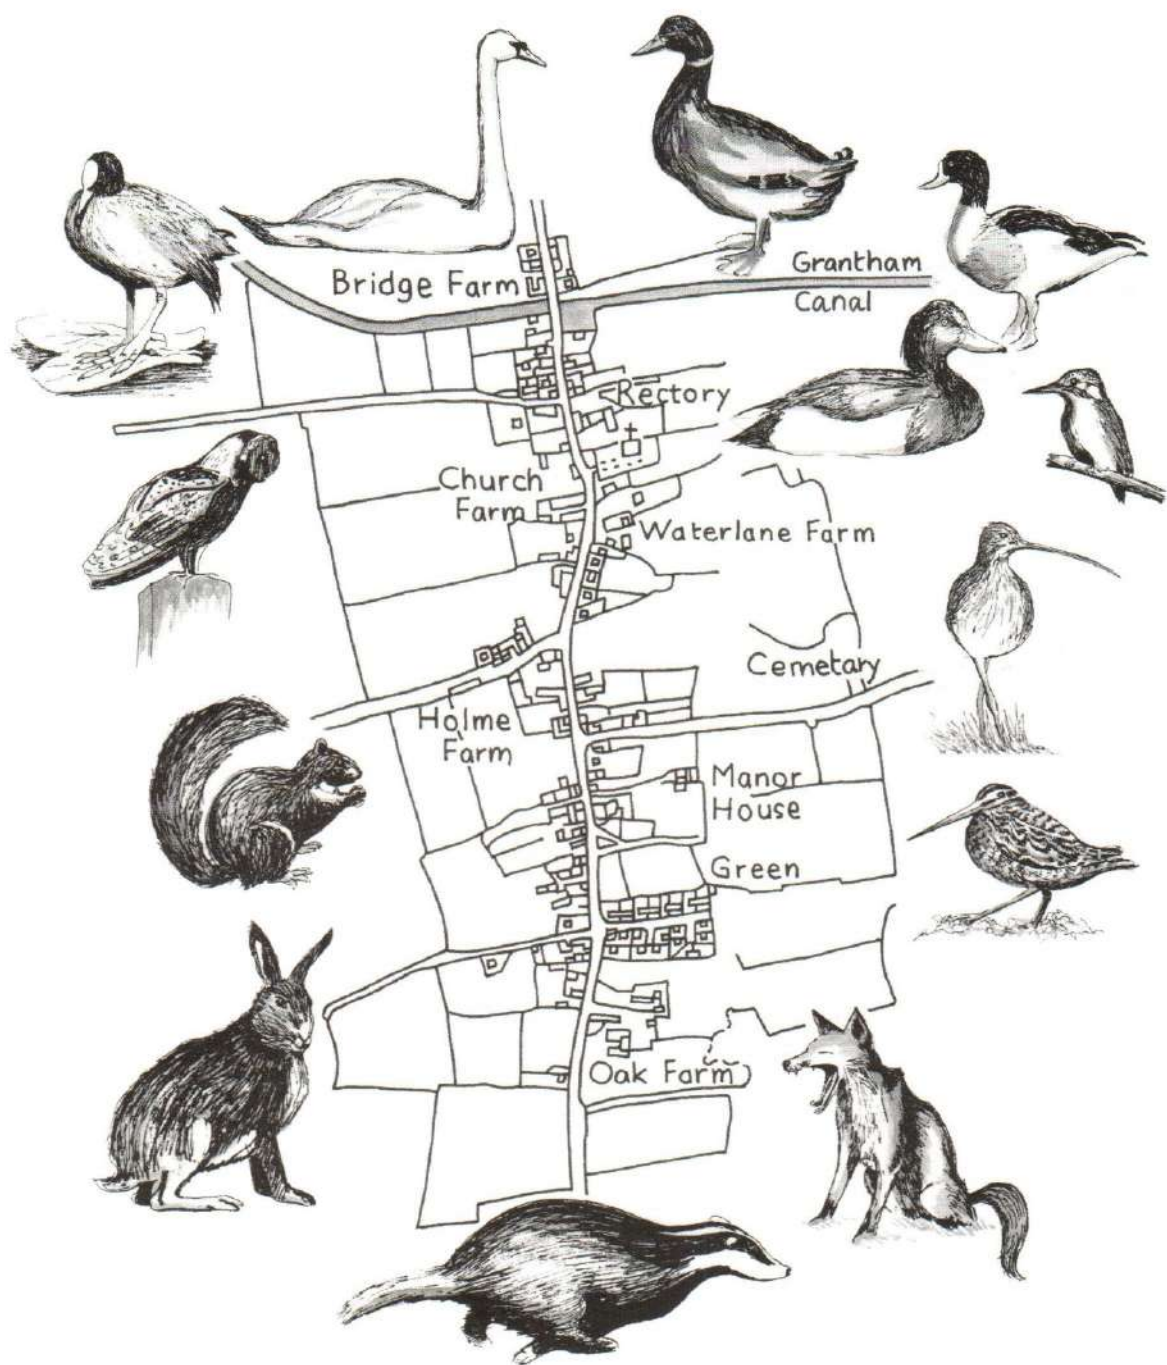 Bridge Farm
Grantham
Canal
Rectory
Church
Farm
Waterlane Farm
Cemetary
Holme
Farm
Manor
House
Green
Oak Farm